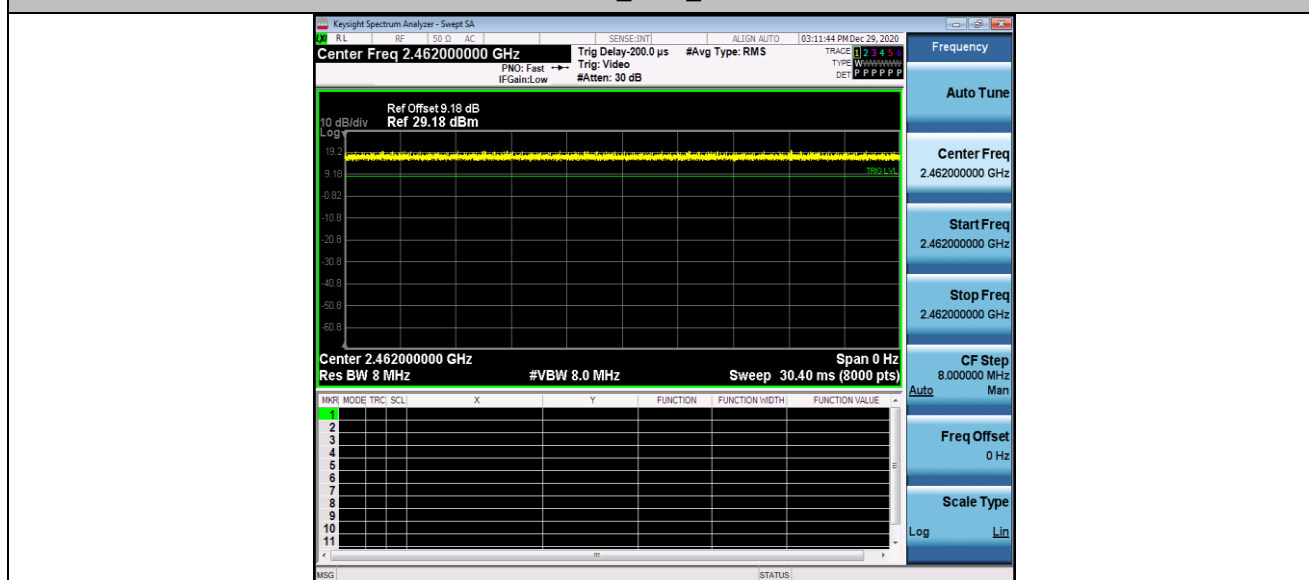 Keysight Spectrum Analyzer - Swept SA
RL RF 50 Ω AC SENSE:INT ALIGN AUTO 03:11:44 PM Dec 29, 2020
Center Freq 2.462000000 GHz
PNO: Fast
IFGain:Low
Trig Delay-200.0 µs
Trig: Video
#Atten: 30 dB
#Avg Type: RMS
TRACE 1 2 3 4 5 6
TYPE WWWWWW
DET P P P P P P
Ref Offset 9.18 dB
10 dB/div Ref 29.18 dBm
Log
19.2
9.18
TRIG LVL
-0.82
-10.8
-20.8
-30.8
-40.8
-50.8
-60.8
Center 2.462000000 GHz Span 0 Hz
Res BW 8 MHz #VBW 8.0 MHz Sweep 30.40 ms (8000 pts)
MKR MODE TRC SCL X Y FUNCTION FUNCTION WIDTH FUNCTION VALUE
1
2
3
4
5
6
7
8
9
10
11
MSG STATUS
Frequency
Auto Tune
Center Freq
2.462000000 GHz
Start Freq
2.462000000 GHz
Stop Freq
2.462000000 GHz
CF Step
8.000000 MHz
Auto Man
Freq Offset
0 Hz
Scale Type
Log Lin